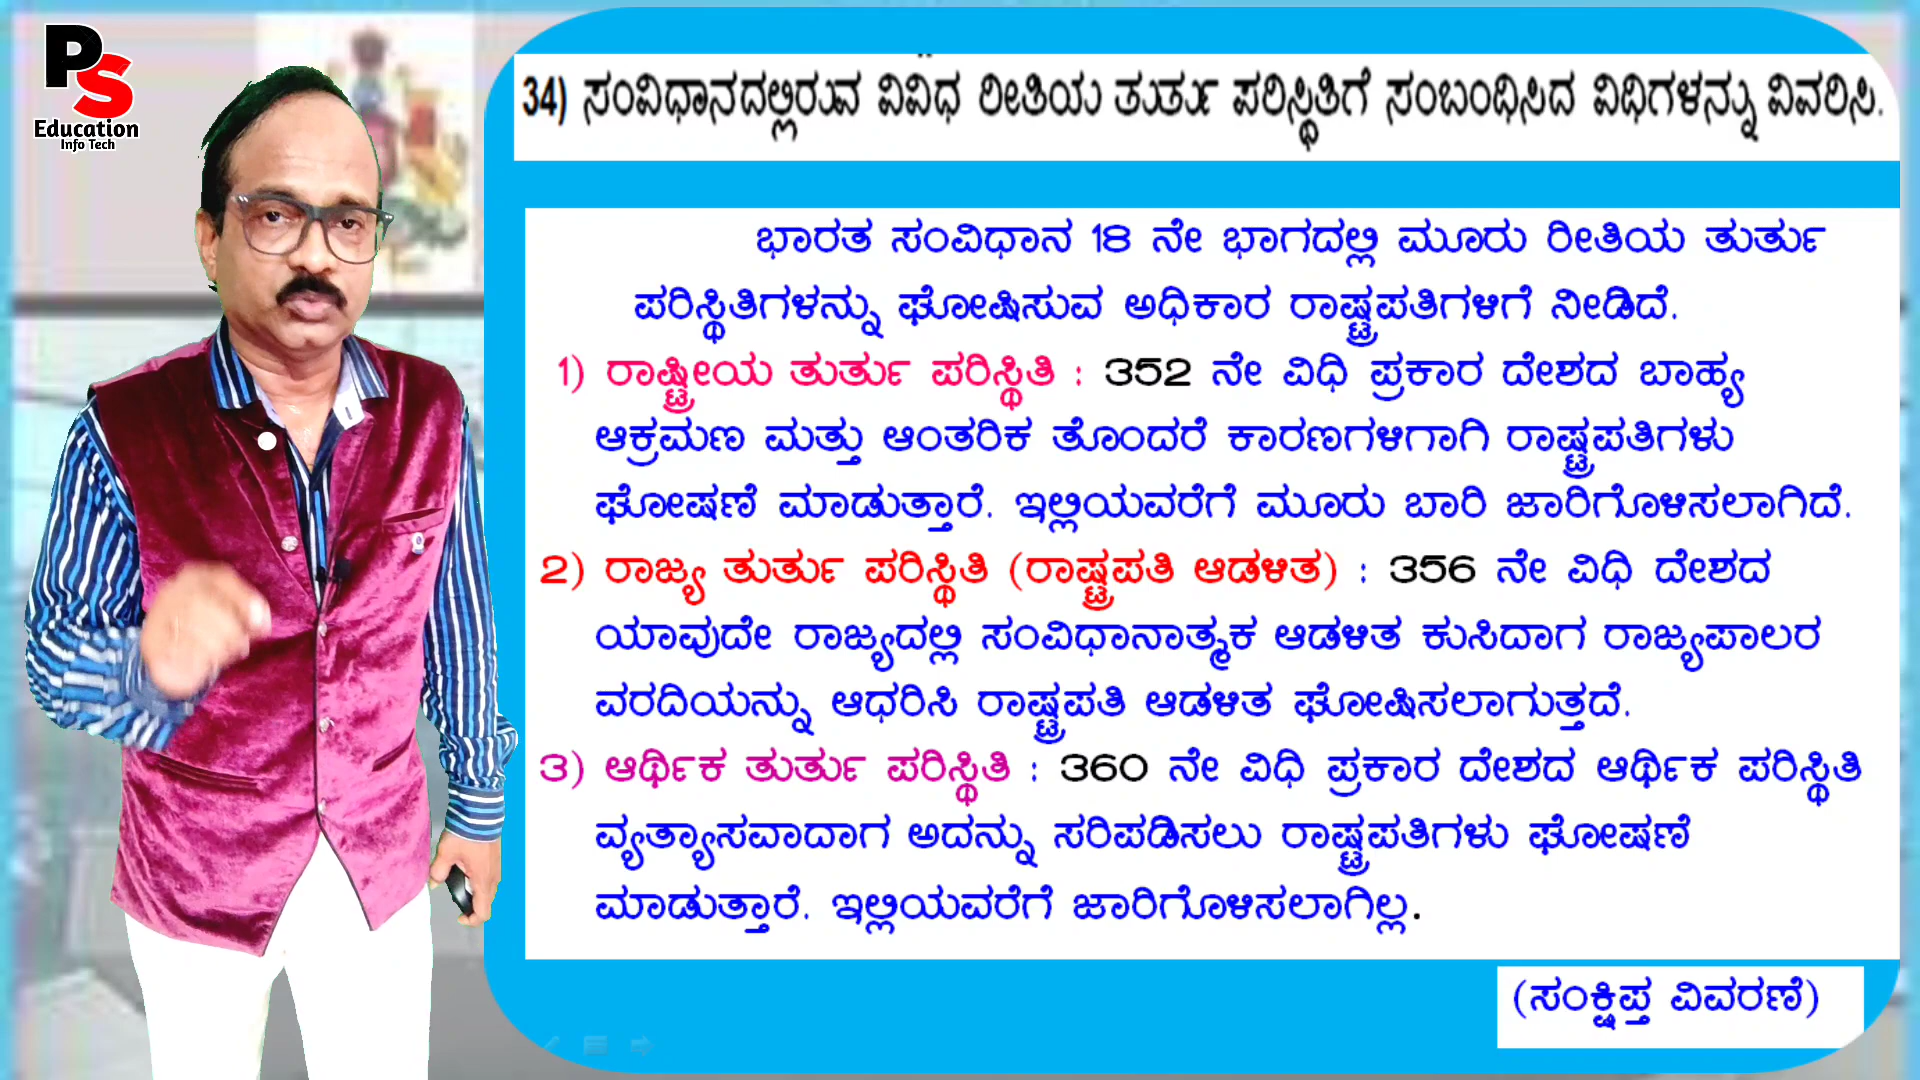 PS
Education
Info Tech
34) ಸಂವಿಧಾನದಲ್ಲಿರುವ ವಿವಿಧ ರೀತಿಯ ತುರ್ತು ಪರಿಸ್ಥಿತಿಗೆ ಸಂಬಂಧಿಸಿದ ವಿಧಿಗಳನ್ನು ವಿವರಿಸಿ.
ಭಾರತ ಸಂವಿಧಾನ 18 ನೇ ಭಾಗದಲ್ಲಿ ಮೂರು ರೀತಿಯ ತುರ್ತು
ಪರಿಸ್ಥಿತಿಗಳನ್ನು ಘೋಷಿಸುವ ಅಧಿಕಾರ ರಾಷ್ಟ್ರಪತಿಗಳಿಗೆ ನೀಡಿದೆ.
1) ರಾಷ್ಟ್ರೀಯ ತುರ್ತು ಪರಿಸ್ಥಿತಿ : 352 ನೇ ವಿಧಿ ಪ್ರಕಾರ ದೇಶದ ಬಾಹ್ಯ
ಆಕ್ರಮಣ ಮತ್ತು ಆಂತರಿಕ ತೊಂದರೆ ಕಾರಣಗಳಿಗಾಗಿ ರಾಷ್ಟ್ರಪತಿಗಳು
ಘೋಷಣೆ ಮಾಡುತ್ತಾರೆ. ಇಲ್ಲಿಯವರೆಗೆ ಮೂರು ಬಾರಿ ಜಾರಿಗೊಳಿಸಲಾಗಿದೆ.
2) ರಾಜ್ಯ ತುರ್ತು ಪರಿಸ್ಥಿತಿ (ರಾಷ್ಟ್ರಪತಿ ಆಡಳಿತ) : 356 ನೇ ವಿಧಿ ದೇಶದ
ಯಾವುದೇ ರಾಜ್ಯದಲ್ಲಿ ಸಂವಿಧಾನಾತ್ಮಕ ಆಡಳಿತ ಕುಸಿದಾಗ ರಾಜ್ಯಪಾಲರ
ವರದಿಯನ್ನು ಆಧರಿಸಿ ರಾಷ್ಟ್ರಪತಿ ಆಡಳಿತ ಘೋಷಿಸಲಾಗುತ್ತದೆ.
3) ಆರ್ಥಿಕ ತುರ್ತು ಪರಿಸ್ಥಿತಿ : 360 ನೇ ವಿಧಿ ಪ್ರಕಾರ ದೇಶದ ಆರ್ಥಿಕ ಪರಿಸ್ಥಿತಿ
ವ್ಯತ್ಯಾಸವಾದಾಗ ಅದನ್ನು ಸರಿಪಡಿಸಲು ರಾಷ್ಟ್ರಪತಿಗಳು ಘೋಷಣೆ
ಮಾಡುತ್ತಾರೆ. ಇಲ್ಲಿಯವರೆಗೆ ಜಾರಿಗೊಳಿಸಲಾಗಿಲ್ಲ.
(ಸಂಕ್ಷಿಪ್ತ ವಿವರಣೆ)